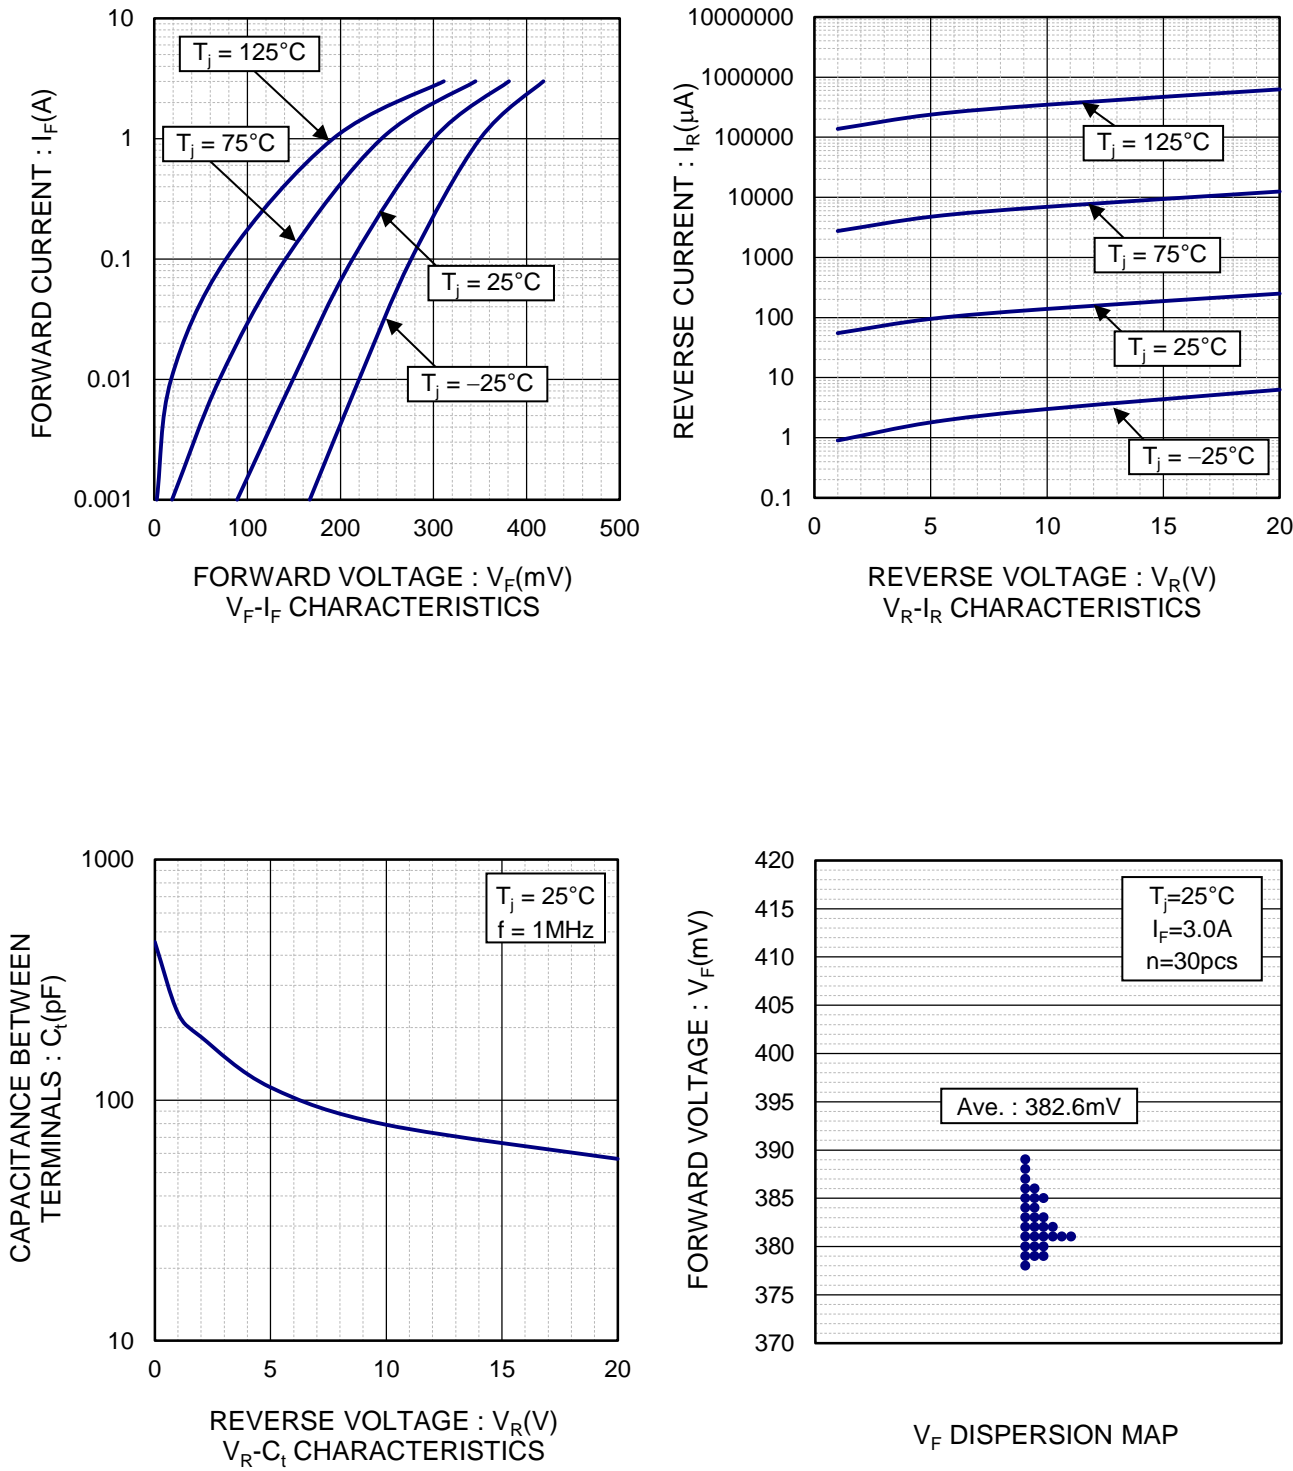 10
1
0.1
0.01
0.001
0 100 200 300 400 500
FORWARD CURRENT : IF(A)
Tj = 125°C
Tj = 75°C
Tj = 25°C
Tj = −25°C
FORWARD VOLTAGE : VF(mV)
VF-IF CHARACTERISTICS
10000000
1000000
100000
10000
1000
100
10
1
0.1
0 5 10 15 20
REVERSE CURRENT : IR(μA)
Tj = 125°C
Tj = 75°C
Tj = 25°C
Tj = −25°C
REVERSE VOLTAGE : VR(V)
VR-IR CHARACTERISTICS
1000
100
10
0 5 10 15 20
CAPACITANCE BETWEEN
TERMINALS : Ct(pF)
Tj = 25°C
f = 1MHz
REVERSE VOLTAGE : VR(V)
VR-Ct CHARACTERISTICS
420
415
410
405
400
395
390
385
380
375
370
FORWARD VOLTAGE : VF(mV)
Tj=25°C
IF=3.0A
n=30pcs
Ave. : 382.6mV
VF DISPERSION MAP